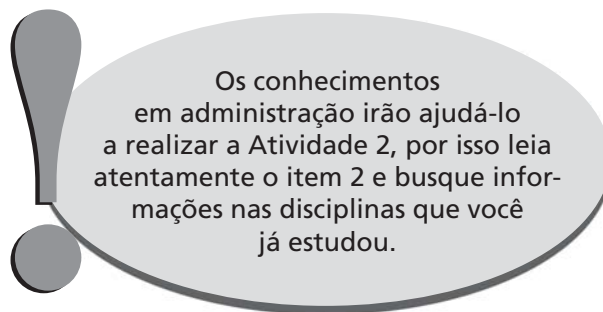 Os conhecimentos
em administração irão ajudá-lo
a realizar a Atividade 2, por isso leia
atentamente o item 2 e busque infor-
mações nas disciplinas que você
já estudou.